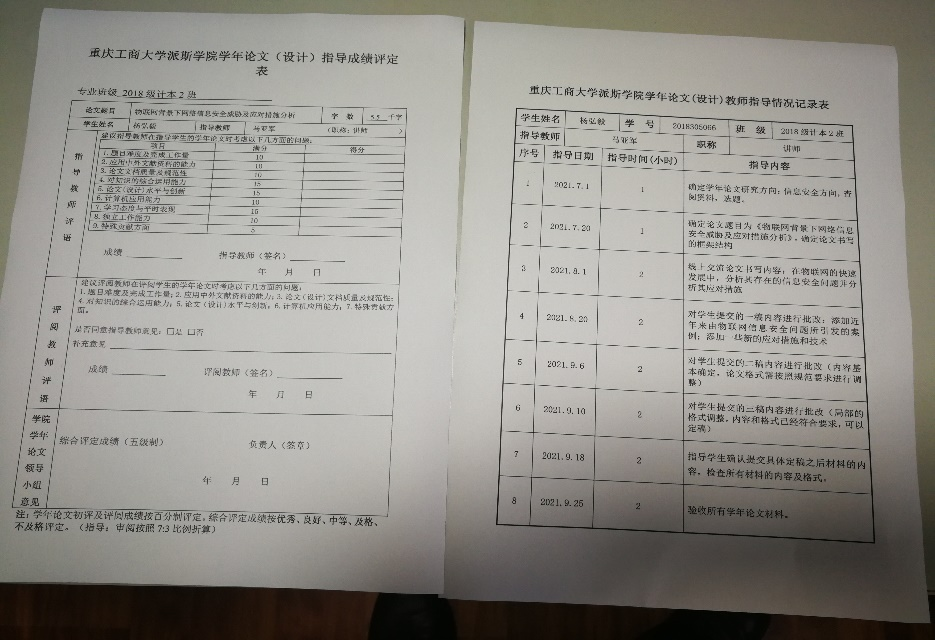 重庆工商大学派斯学院学年论文（设计）指导成绩评定
表
专业班级 2018级计本2班
论文题目 物联网背景下网络信息安全威胁及应对措施分析 字 数 5.5 千字
学生姓名 杨弘毅 指导教师 马亚军 （职称：讲师 ）
指导教师评语
建议指导教师在指导学生的学年论文时考虑以下几方面的问题：
项目 满分 得分
1. 题目难度及完成工作量 10
2. 应用中外文献资料的能力 10
3. 论文文档质量及规范性 10
4. 对知识的综合运用能力 15
5. 论文（设计）水平与创新 15
6. 计算机应用能力 10
7. 学习态度与平时表现 15
8. 独立工作能力 10
9. 特殊贡献方面 5
成绩 指导教师（签名）
年 月 日
评阅教师评语
建议评阅教师在评阅学生的学年论文时考虑以下几方面的问题：
1. 题目难度及完成工作量；2. 应用中外文献资料的能力；3. 论文（设计）文档质量及规范性；
4. 对知识的综合运用能力；5. 论文（设计）水平与创新；6. 计算机应用能力；7. 特殊贡献方
面。
是否同意指导教师意见：□是 □否
补充意见
成绩 评阅教师（签名）
年 月 日
学院
学年
论文
领导
小组
意见
综合评定成绩（五级制） 负责人（签章）
年 月 日
注：学年论文初评及评阅成绩按百分制评定，综合评定成绩按优秀、良好、中等、及格、
不及格评定。（指导：审阅按照 7:3 比例折算）
重庆工商大学派斯学院学年论文(设计)教师指导情况记录表
学生姓名 杨弘毅 学 号 2018305066 班 级 2018级计本2班
指导教师 马亚军 职称 讲师
序号 指导日期 指导时间(小时) 指导内容
1 2021.7.1 1 确定学年论文研究方向：信息安全方向，查
阅资料，选题。
2 2021.7.20 1 确定论文题目为《物联网背景下网络信息
安全威胁及应对措施分析》，确定论文书写
的框架结构
3 2021.8.1 2 线上交流论文书写内容，在物联网的快速
发展中，分析其存在的信息安全问题并分
析其应对措施
4 2021.8.20 2 对学生提交的一稿内容进行批改：添加近
年来由物联网信息安全问题所引发的案
例；添加一些新的应对措施和技术
5 2021.9.6 2 对学生提交的二稿内容进行批改（内容基
本确定，论文格式需按照规范要求进行调
整）
6 2021.9.10 2 对学生提交的三稿内容进行批改（局部的
格式调整，内容和格式已经符合要求，可以
定稿）
7 2021.9.18 2 指导学生确认提交具体定稿之后材料的内
容，检查所有材料的内容及格式。
8 2021.9.25 2 验收所有学年论文材料。